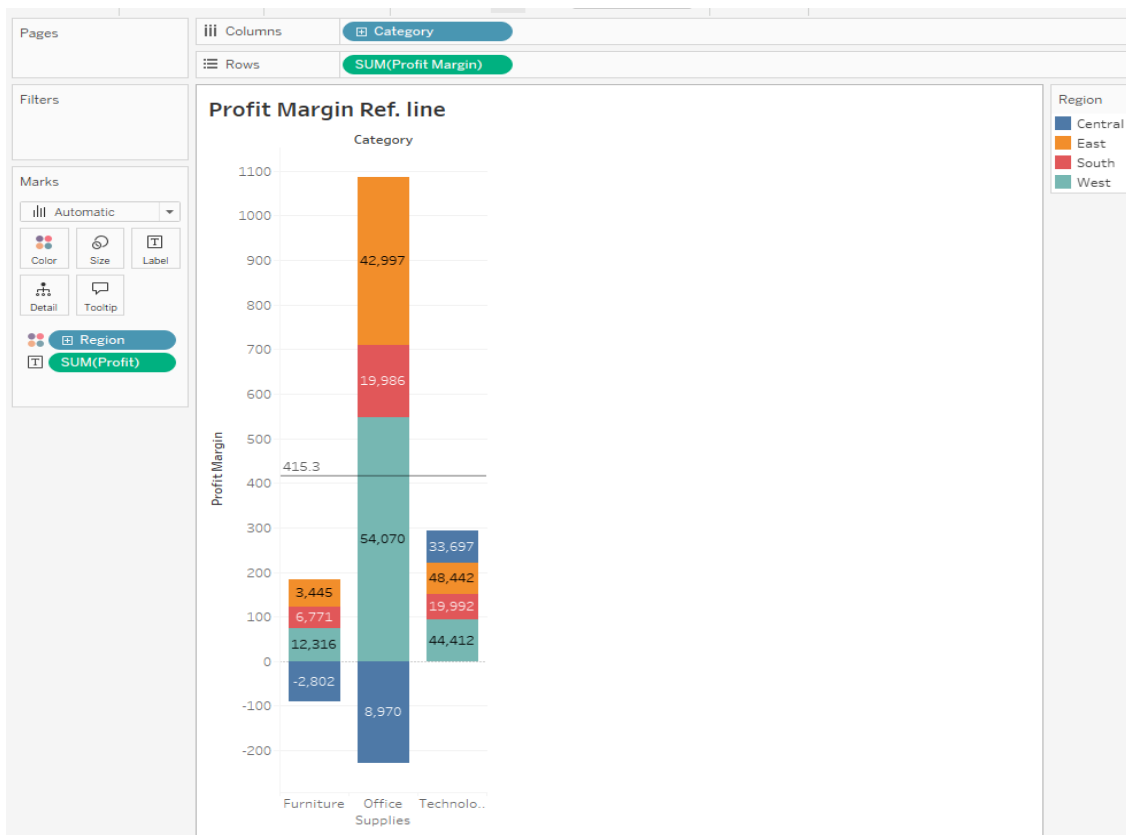 Pages
Columns
Category
Rows
SUM(Profit Margin)
Filters
Marks
Automatic
Color
Size
Label
Detail
Tooltip
Region
SUM(Profit)
Profit Margin Ref. line
Category
Profit Margin
1100
1000
900
800
700
600
500
400
300
200
100
0
-100
-200
415.3
3,445
6,771
12,316
-2,802
42,997
19,986
54,070
8,970
33,697
48,442
19,992
44,412
Furniture
Office
Supplies
Technolo..
Region
Central
East
South
West